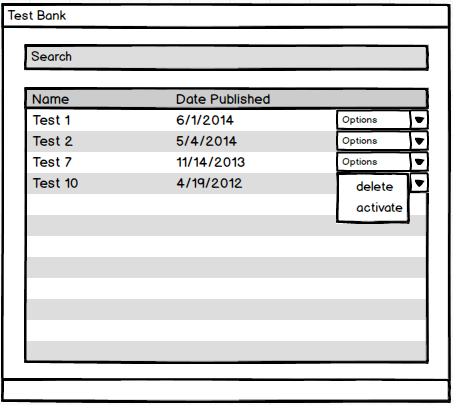 Test Bank
Search
Name Date Published
Test 1 6/1/2014 Options
Test 2 5/4/2014 Options
Test 7 11/14/2013 Options
Test 10 4/19/2012
delete
activate